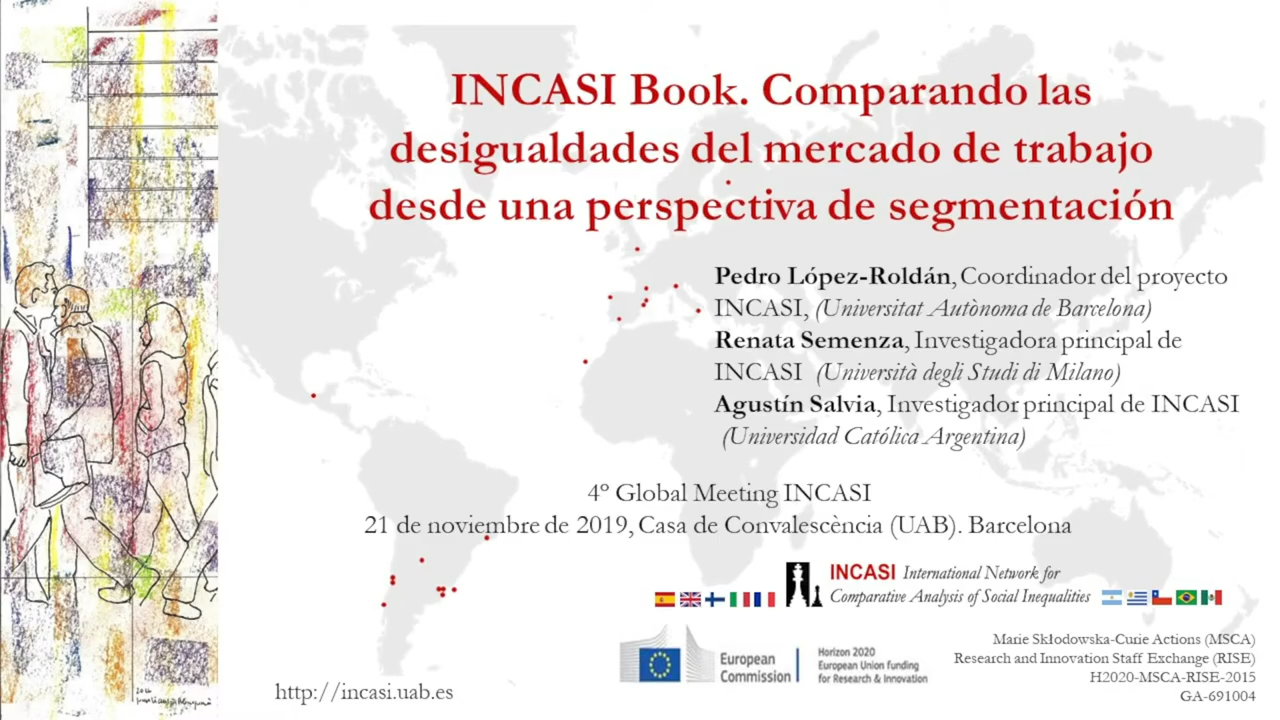 INCASI Book. Comparando las
desigualdades del mercado de trabajo
desde una perspectiva de segmentación
Pedro López-Roldán, Coordinador del proyecto
INCASI, (Universitat Autònoma de Barcelona)
Renata Semenza, Investigadora principal de
INCASI (Università degli Studi di Milano)
Agustín Salvia, Investigador principal de INCASI
(Universidad Católica Argentina)
4º Global Meeting INCASI
21 de noviembre de 2019, Casa de Convalescència (UAB). Barcelona
INCASI International Network for
Comparative Analysis of Social Inequalities
European
Commission
Horizon 2020
European Union funding
for Research & Innovation
Marie Skłodowska-Curie Actions (MSCA)
Research and Innovation Staff Exchange (RISE)
H2020-MSCA-RISE-2015
GA-691004
http://incasi.uab.es